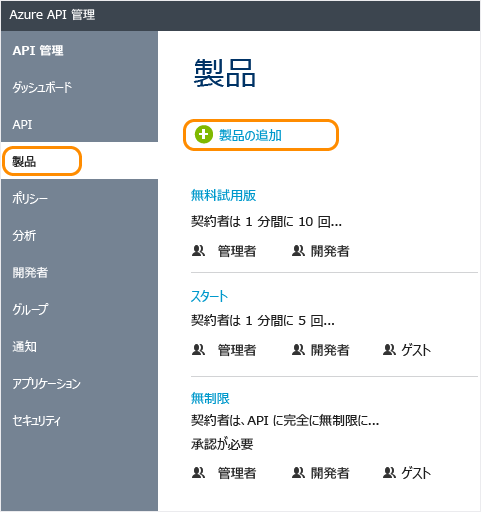 Azure API 管理
API 管理
ダッシュボード
API
製品
ポリシー
分析
開発者
グループ
通知
アプリケーション
セキュリティ
製品
製品の追加
無料試用版
契約者は 1 分間に 10 回...
管理者 開発者
スタート
契約者は 1 分間に 5 回...
管理者 開発者 ゲスト
無制限
契約者は、API に完全に無制限に...
承認が必要
管理者 開発者 ゲスト